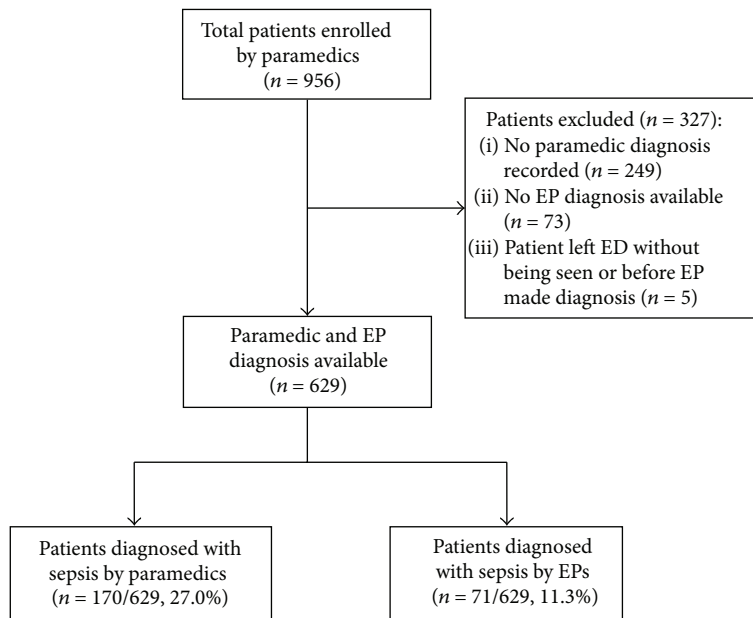 Total patients enrolled
by paramedics
(n = 956)
Patients excluded (n = 327):
(i) No paramedic diagnosis
recorded (n = 249)
(ii) No EP diagnosis available
(n = 73)
(iii) Patient left ED without
being seen or before EP
made diagnosis (n = 5)
Paramedic and EP
diagnosis available
(n = 629)
Patients diagnosed with
sepsis by paramedics
(n = 170/629, 27.0%)
Patients diagnosed
with sepsis by EPs
(n = 71/629, 11.3%)